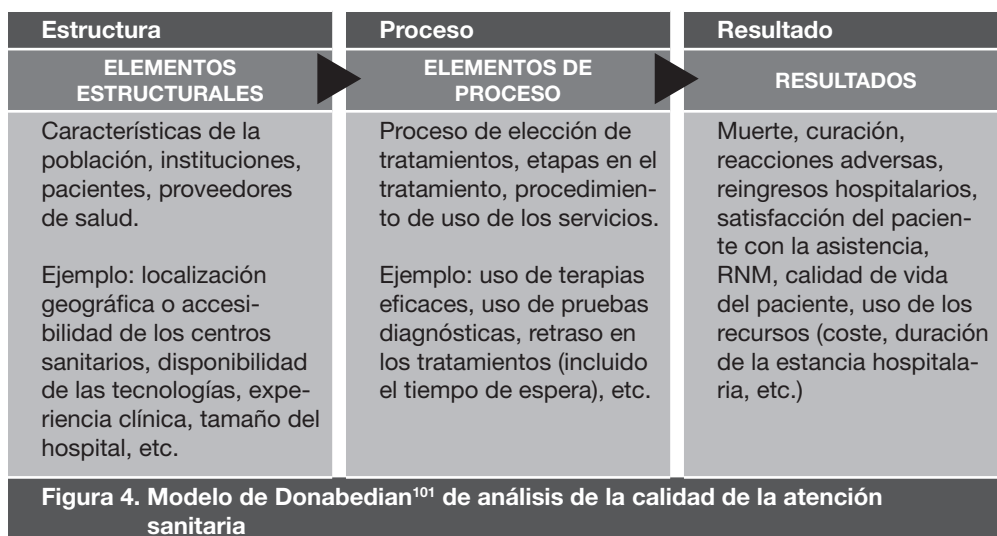 Estructura
ELEMENTOS
ESTRUCTURALES
Características de la
población, instituciones,
pacientes, proveedores
de salud.
Ejemplo: localización
geográfica o accesi-
bilidad de los centros
sanitarios, disponibilidad
de las tecnologías, expe-
riencia clínica, tamaño del
hospital, etc.
Proceso
ELEMENTOS DE
PROCESO
Proceso de elección de
tratamientos, etapas en el
tratamiento, procedimien-
to de uso de los servicios.
Ejemplo: uso de terapias
eficaces, uso de pruebas
diagnósticas, retraso en
los tratamientos (incluido
el tiempo de espera), etc.
Resultado
RESULTADOS
Muerte, curación,
reacciones adversas,
reingresos hospitalarios,
satisfacción del pacien-
te con la asistencia,
RNM, calidad de vida
del paciente, uso de los
recursos (coste, duración
de la estancia hospitala-
ria, etc.)
Figura 4. Modelo de Donabedian¹⁰¹ de análisis de la calidad de la atención
sanitaria